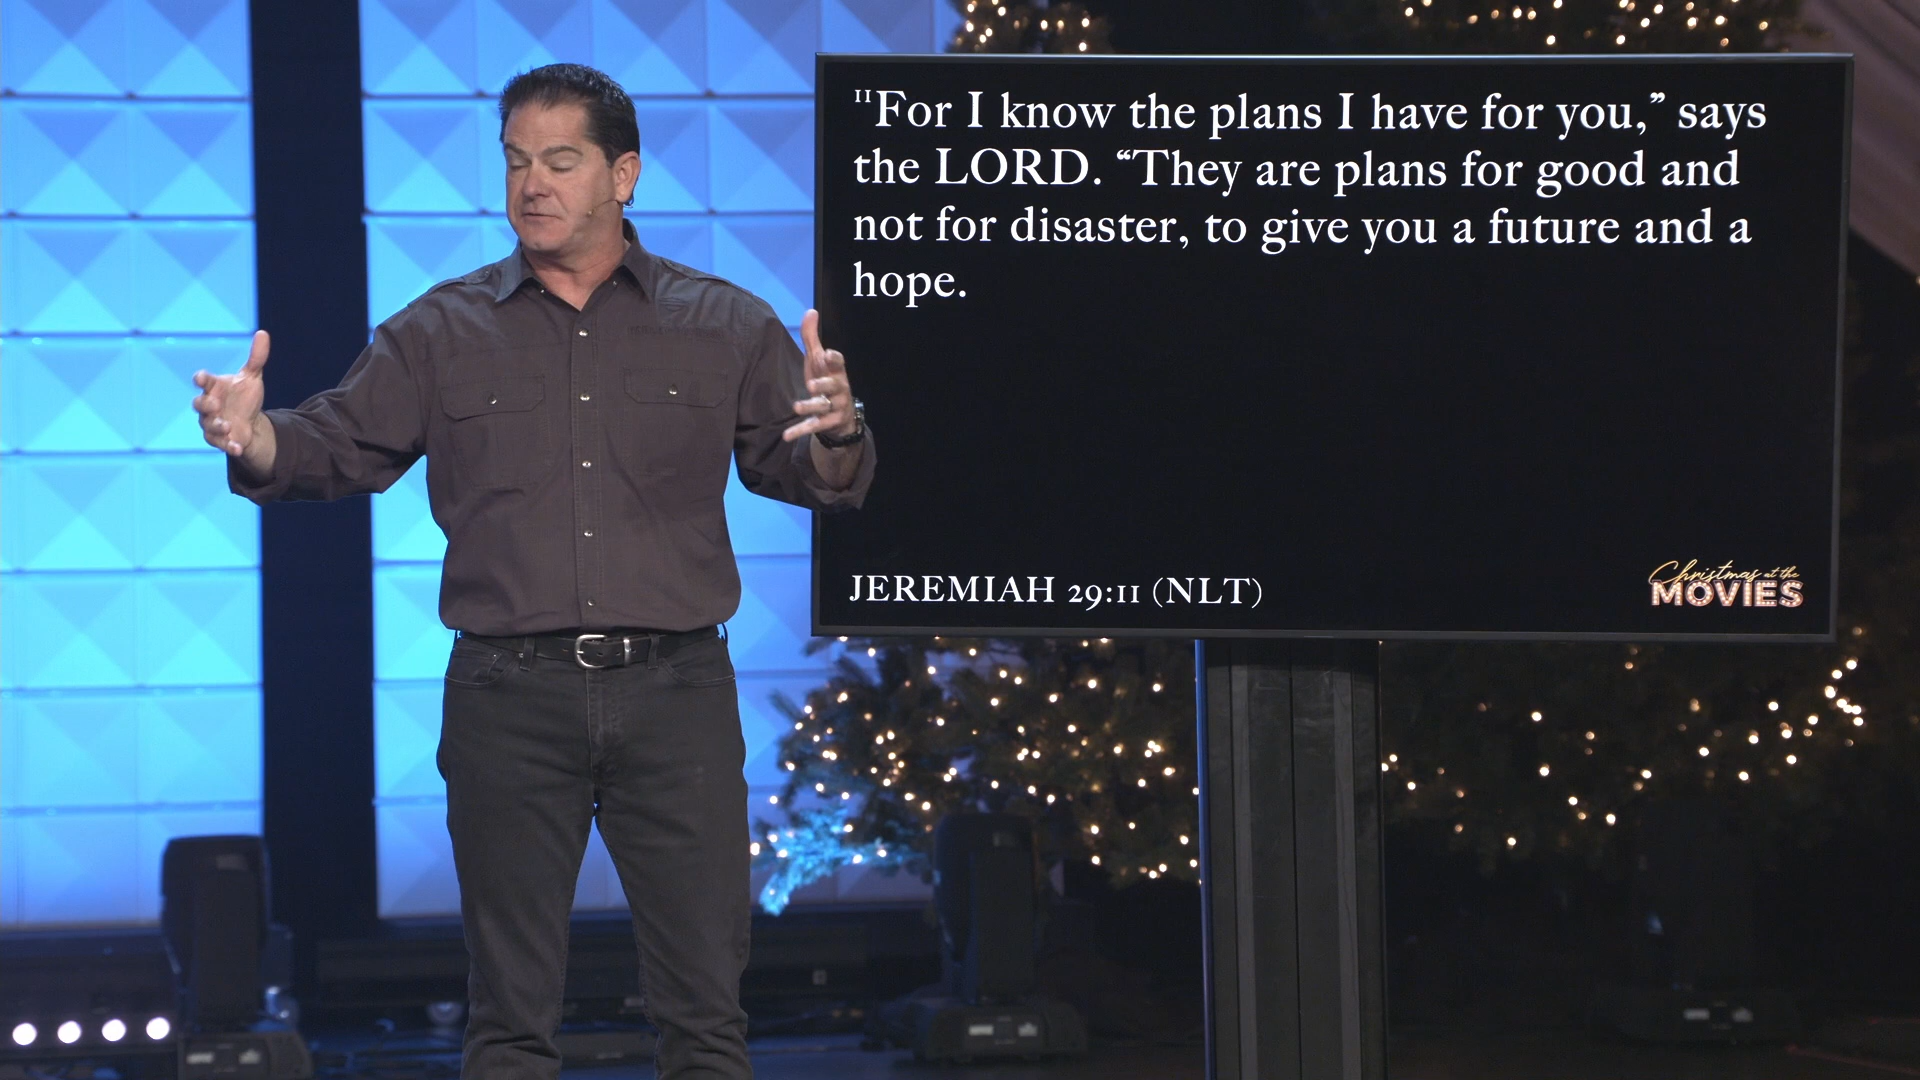 11"For I know the plans I have for you,” says
the LORD. “They are plans for good and
not for disaster, to give you a future and a
hope.
JEREMIAH 29:11 (NLT)
Christmas at the
MOVIES